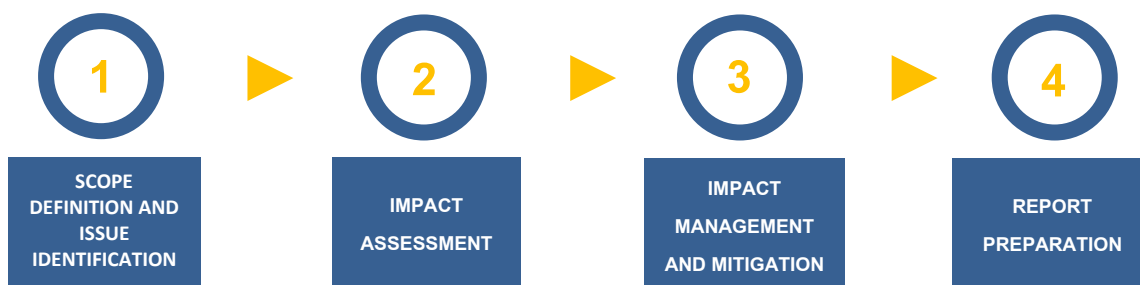 1
2
3
4
SCOPE
DEFINITION AND
ISSUE
IDENTIFICATION
IMPACT
ASSESSMENT
IMPACT
MANAGEMENT
AND MITIGATION
REPORT
PREPARATION